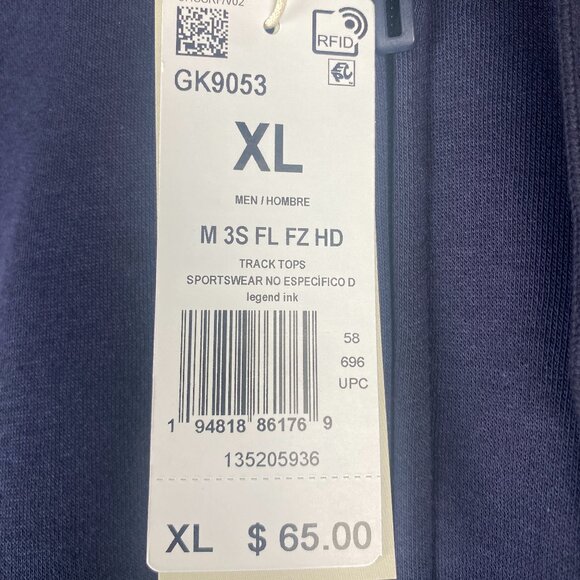 RFID
GK9053
XL
MEN / HOMBRE
M 3S FL FZ HD
TRACK TOPS
SPORTSWEAR NO ESPECÍFICO D
legend ink
58
696
UPC
1 94818 86176 9
135205936
XL $ 65.00